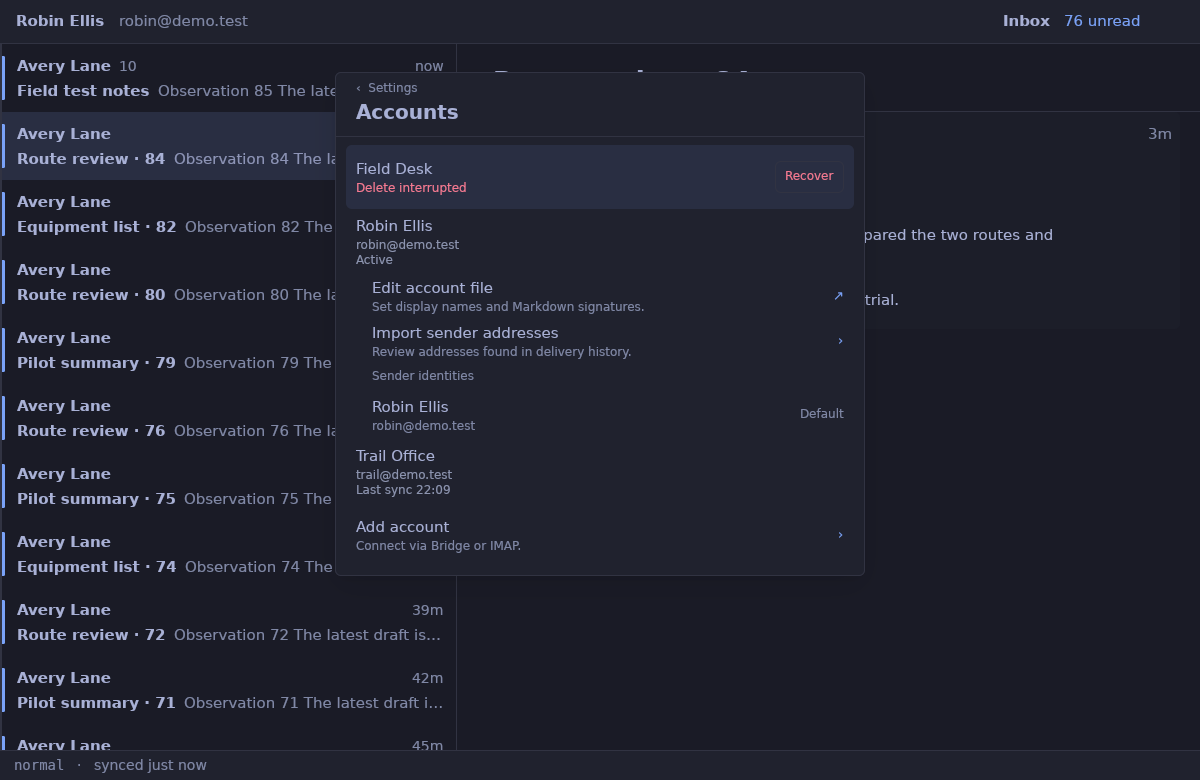 Robin Ellis robin@demo.test
Inbox 76 unread
Avery Lane 10 now
Field test notes Observation 85 The
Avery Lane
Route review · 84 Observation 84 The
Avery Lane
Equipment list · 82 Observation 82 The
Avery Lane
Route review · 80 Observation 80 The
Avery Lane
Pilot summary · 79 Observation 79 The
Avery Lane
Route review · 76 Observation 76 The
Avery Lane
Pilot summary · 75 Observation 75 The
Avery Lane
Equipment list · 74 Observation 74 The
Avery Lane 39m
Route review · 72 Observation 72 The latest draft is…
Avery Lane 42m
Pilot summary · 71 Observation 71 The latest draft i…
Avery Lane 45m
‹ Settings
Accounts
Field Desk
Delete interrupted
Recover
Robin Ellis
robin@demo.test
Active
Edit account file ↗
Set display names and Markdown signatures.
Import sender addresses ›
Review addresses found in delivery history.
Sender identities
Robin Ellis
robin@demo.test
Default
Trail Office
trail@demo.test
Last sync 22:09
Add account ›
Connect via Bridge or IMAP.
3m
the two routes and
trial.
normal · synced just now